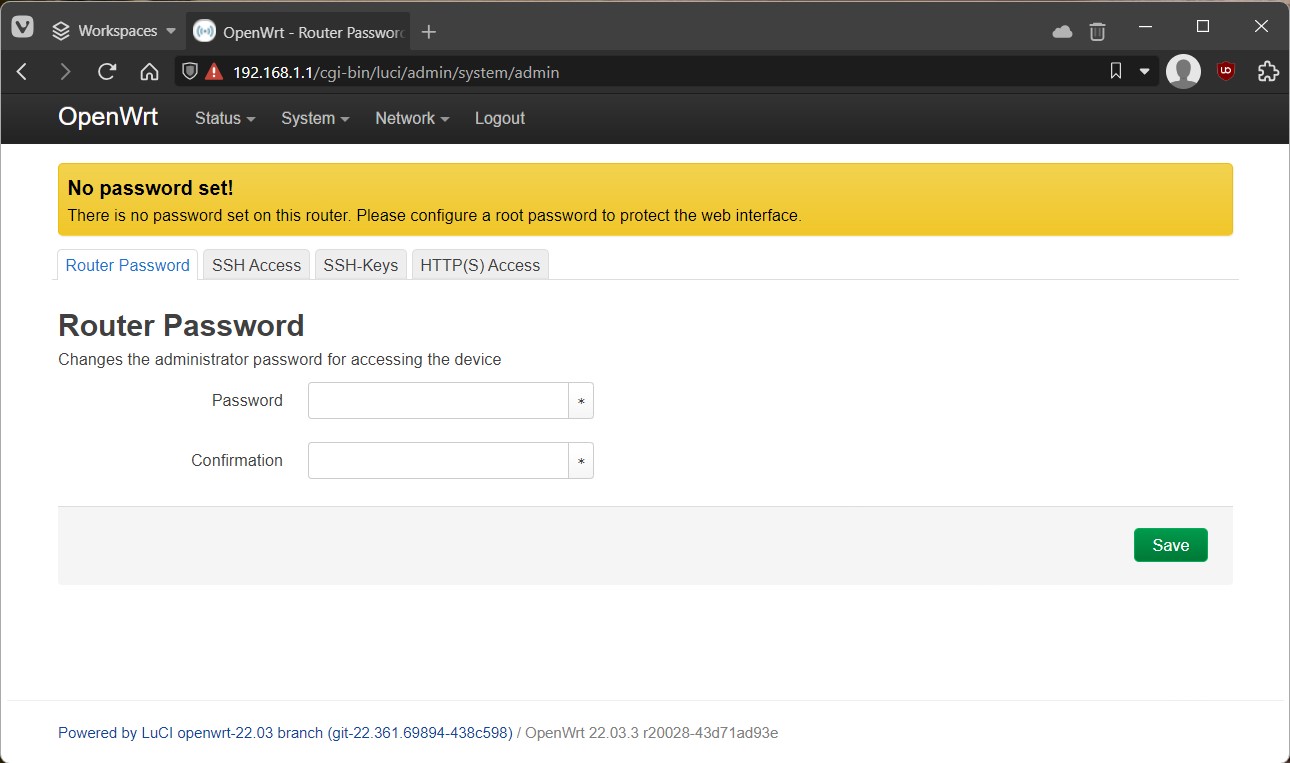 Workspaces
OpenWrt - Router Passwor
192.168.1.1/cgi-bin/luci/admin/system/admin
OpenWrt Status System Network Logout
No password set!
There is no password set on this router. Please configure a root password to protect the web interface.
Router Password SSH Access SSH-Keys HTTP(S) Access
Router Password
Changes the administrator password for accessing the device
Password *
Confirmation *
Save
Powered by LuCI openwrt-22.03 branch (git-22.361.69894-438c598) / OpenWrt 22.03.3 r20028-43d71ad93e